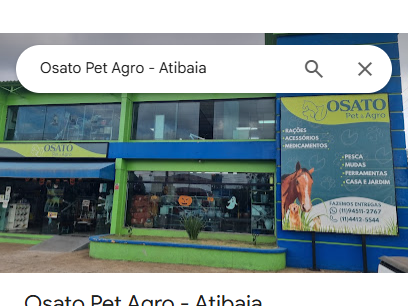 Osato Pet Agro - Atibaia
OSATO
OSATO
Pet & Agro
•RAÇÕES
•ACESSÓRIOS
•MEDICAMENTOS
•PESCA
•MUDAS
•FERRAMENTAS
•CASA E JARDIM
FAZEMOS ENTREGAS
(11)94511-2767
(11)4412-5544
Osato Pet Agro - Atibaia